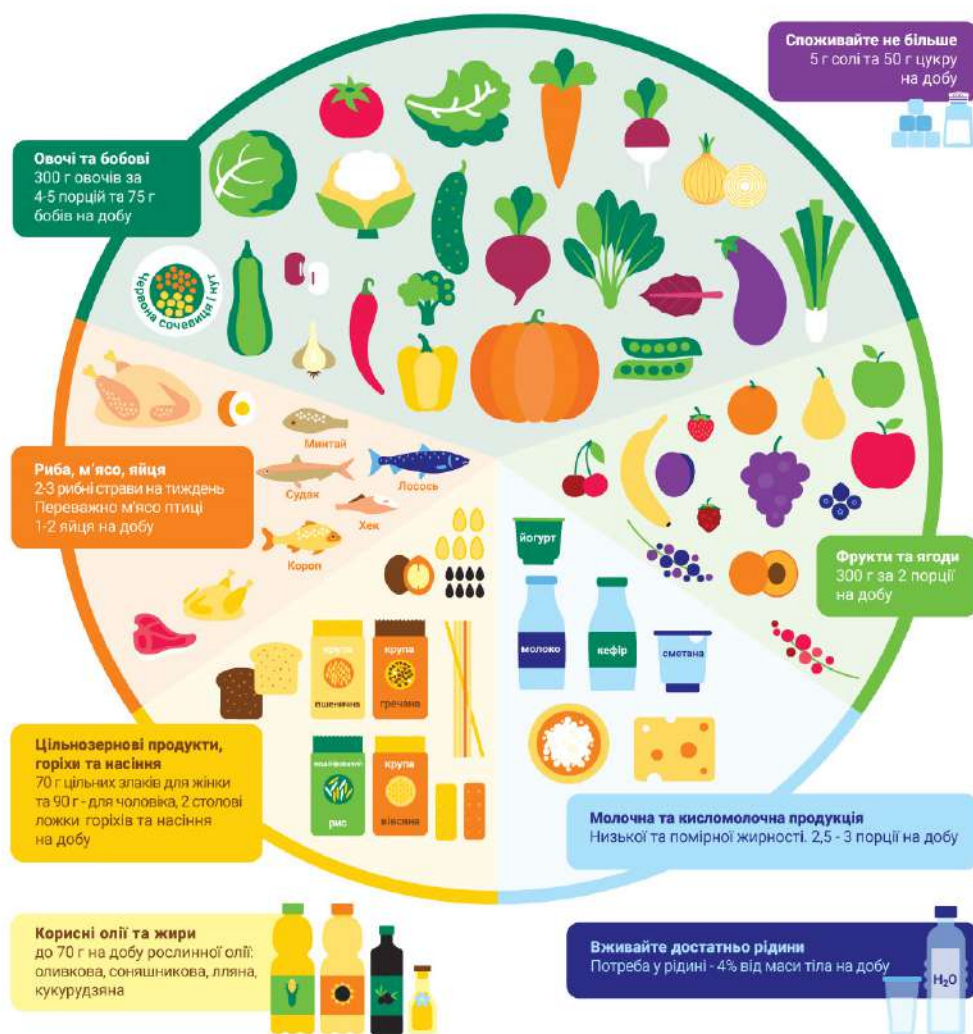 Споживайте не більше
5 г солі та 50 г цукру
на добу
Овочі та бобові
300 г овочів за
4-5 порцій та 75 г
бобів на добу
Червона сочевиця і нут
Риба, м'ясо, яйця
2-3 рибні страви на тиждень
Переважно м'ясо птиці
1-2 яйця на добу
Минтай
Судак
Лосось
Хек
Короп
йогурт
молоко
кефір
сметана
Фрукти та ягоди
300 г за 2 порції
на добу
крупа
пшенична
крупа
гречана
рис
крупа
вівсяна
Цільнозернові продукти,
горіхи та насіння
70 г цільних злаків для жінки
та 90 г - для чоловіка, 2 столові
ложки горіхів та насіння
на добу
Молочна та кисломолочна продукція
Низької та помірної жирності. 2,5 - 3 порції на добу
Корисні олії та жири
до 70 г на добу рослинної олії:
оливкова, соняшникова, лляна,
кукурудзяна
Вживайте достатньо рідини
Потреба у рідині - 4% від маси тіла на добу
H₂O